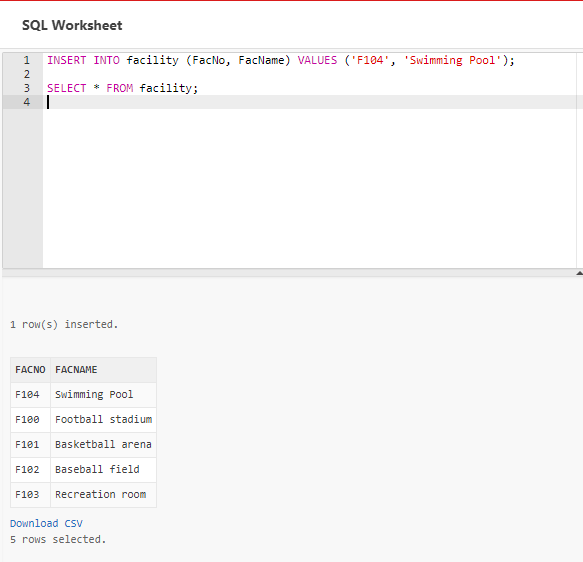 SQL Worksheet
1 INSERT INTO facility (FacNo, FacName) VALUES ('F104', 'Swimming Pool');
2
3 SELECT * FROM facility;
4
1 row(s) inserted.
FACNO FACNAME
F104 Swimming Pool
F100 Football stadium
F101 Basketball arena
F102 Baseball field
F103 Recreation room
Download CSV
5 rows selected.